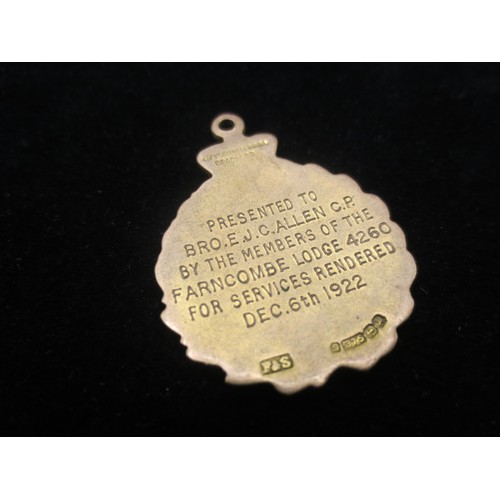 PRESENTED TO
BRO. E. J. C. ALLEN C.P.
BY THE MEMBERS OF THE
FARNCOMBE LODGE 4260
FOR SERVICES RENDERED
DEC. 6th 1922
F&S